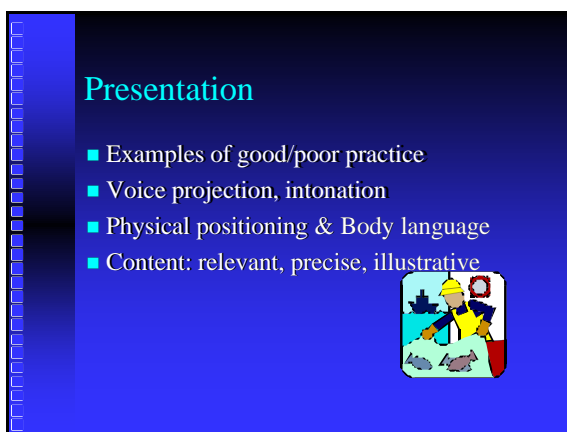 Presentation
Examples of good/poor practice
Voice projection, intonation
Physical positioning & Body language
Content: relevant, precise, illustrative